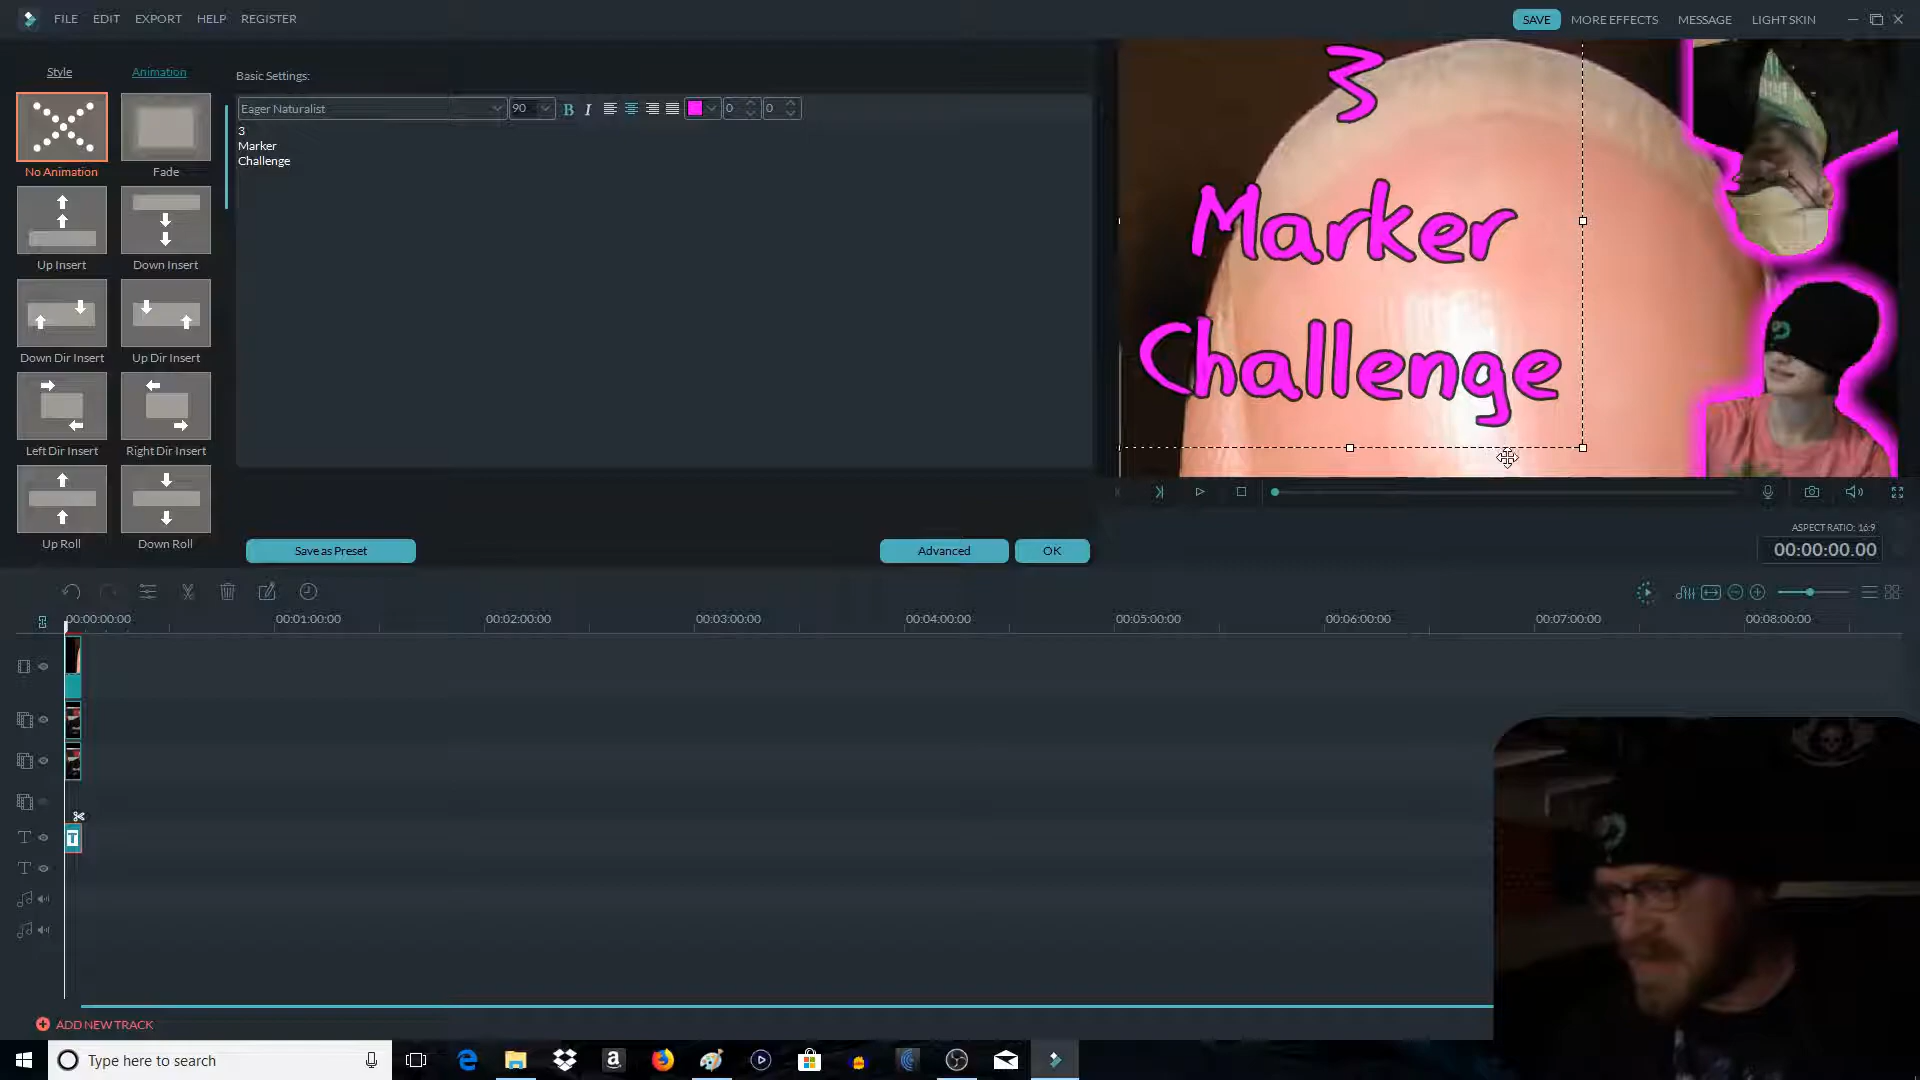 FILE EDIT EXPORT HELP REGISTER
SAVE MORE EFFECTS MESSAGE LIGHT SKIN
Style Animation
Basic Settings:
Eager Naturalist 90 B I 0 0
3
Marker
Challenge
No Animation Fade
Up Insert Down Insert
Down Dir Insert Up Dir Insert
Left Dir Insert Right Dir Insert
Up Roll Down Roll
3
Marker
Challenge
Save as Preset Advanced OK
ASPECT RATIO: 16:9
00:00:00.00
00:00:00:00 00:01:00:00 00:02:00:00 00:03:00:00 00:04:00:00 00:05:00:00 00:06:00:00 00:07:00:00 00:08:00:00
T
T
T
ADD NEW TRACK
Type here to search